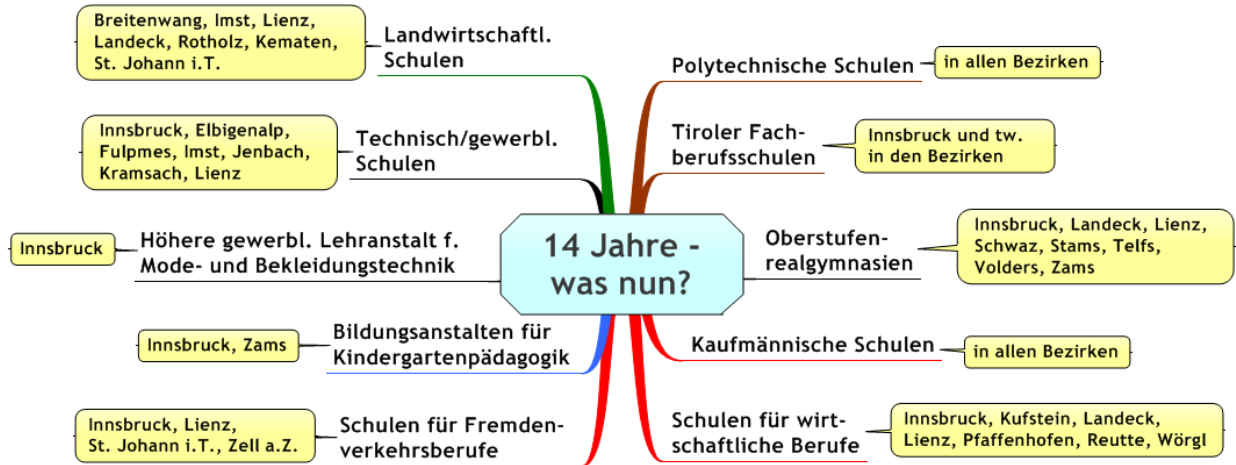 14 Jahre -
was nun?
Polytechnische Schulen
in allen Bezirken
Tiroler Fach-
berufsschulen
Innsbruck und tw.
in den Bezirken
Oberstufen-
realgymnasien
Innsbruck, Landeck, Lienz,
Schwaz, Stams, Telfs,
Volders, Zams
Kaufmännische Schulen
in allen Bezirken
Schulen für wirt-
schaftliche Berufe
Innsbruck, Kufstein, Landeck,
Lienz, Pfaffenhofen, Reutte, Wörgl
Landwirtschaftl.
Schulen
Breitenwang, Imst, Lienz,
Landeck, Rotholz, Kematen,
St. Johann i.T.
Technisch/gewerbl.
Schulen
Innsbruck, Elbigenalp,
Fulpmes, Imst, Jenbach,
Kramsach, Lienz
Höhere gewerbl. Lehranstalt f.
Mode- und Bekleidungstechnik
Innsbruck
Bildungsanstalten für
Kindergartenpädagogik
Innsbruck, Zams
Schulen für Fremden-
verkehrsberufe
Innsbruck, Lienz,
St. Johann i.T., Zell a.Z.